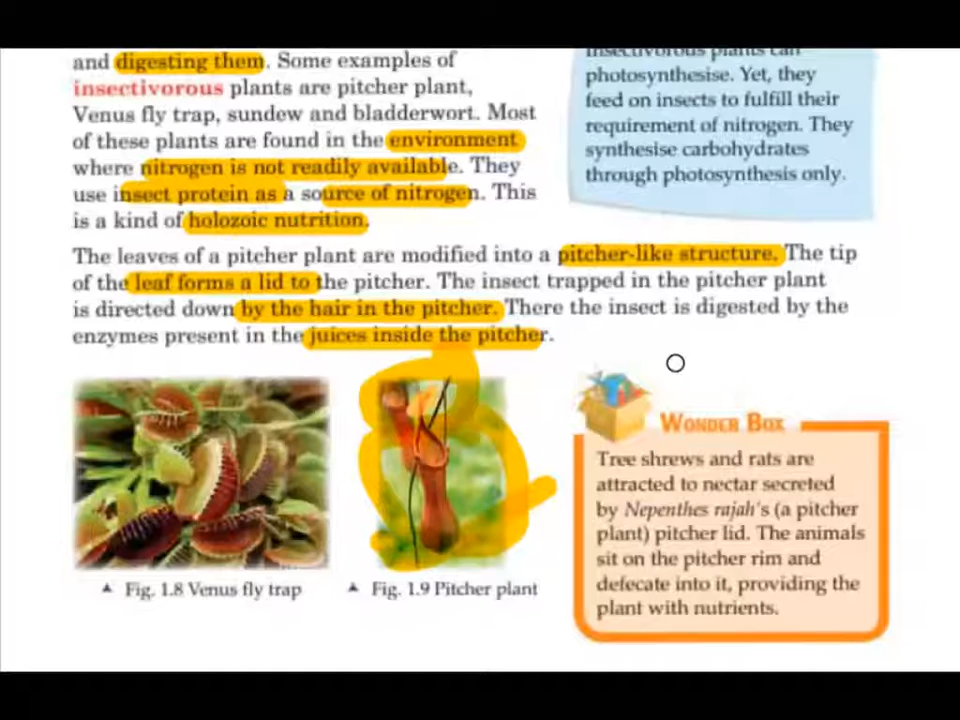 and digesting them. Some examples of
insectivorous plants are pitcher plant,
Venus fly trap, sundew and bladderwort. Most
of these plants are found in the environment
where nitrogen is not readily available. They
use insect protein as a source of nitrogen. This
is a kind of holozoic nutrition.
insectivorous plants can
photosynthesise. Yet, they
feed on insects to fulfill their
requirement of nitrogen. They
synthesise carbohydrates
through photosynthesis only.
The leaves of a pitcher plant are modified into a pitcher-like structure. The tip
of the leaf forms a lid to the pitcher. The insect trapped in the pitcher plant
is directed down by the hair in the pitcher. There the insect is digested by the
enzymes present in the juices inside the pitcher.
Fig. 1.8 Venus fly trap
Fig. 1.9 Pitcher plant
WONDER BOX
Tree shrews and rats are
attracted to nectar secreted
by Nepenthes rajah's (a pitcher
plant) pitcher lid. The animals
sit on the pitcher rim and
defecate into it, providing the
plant with nutrients.